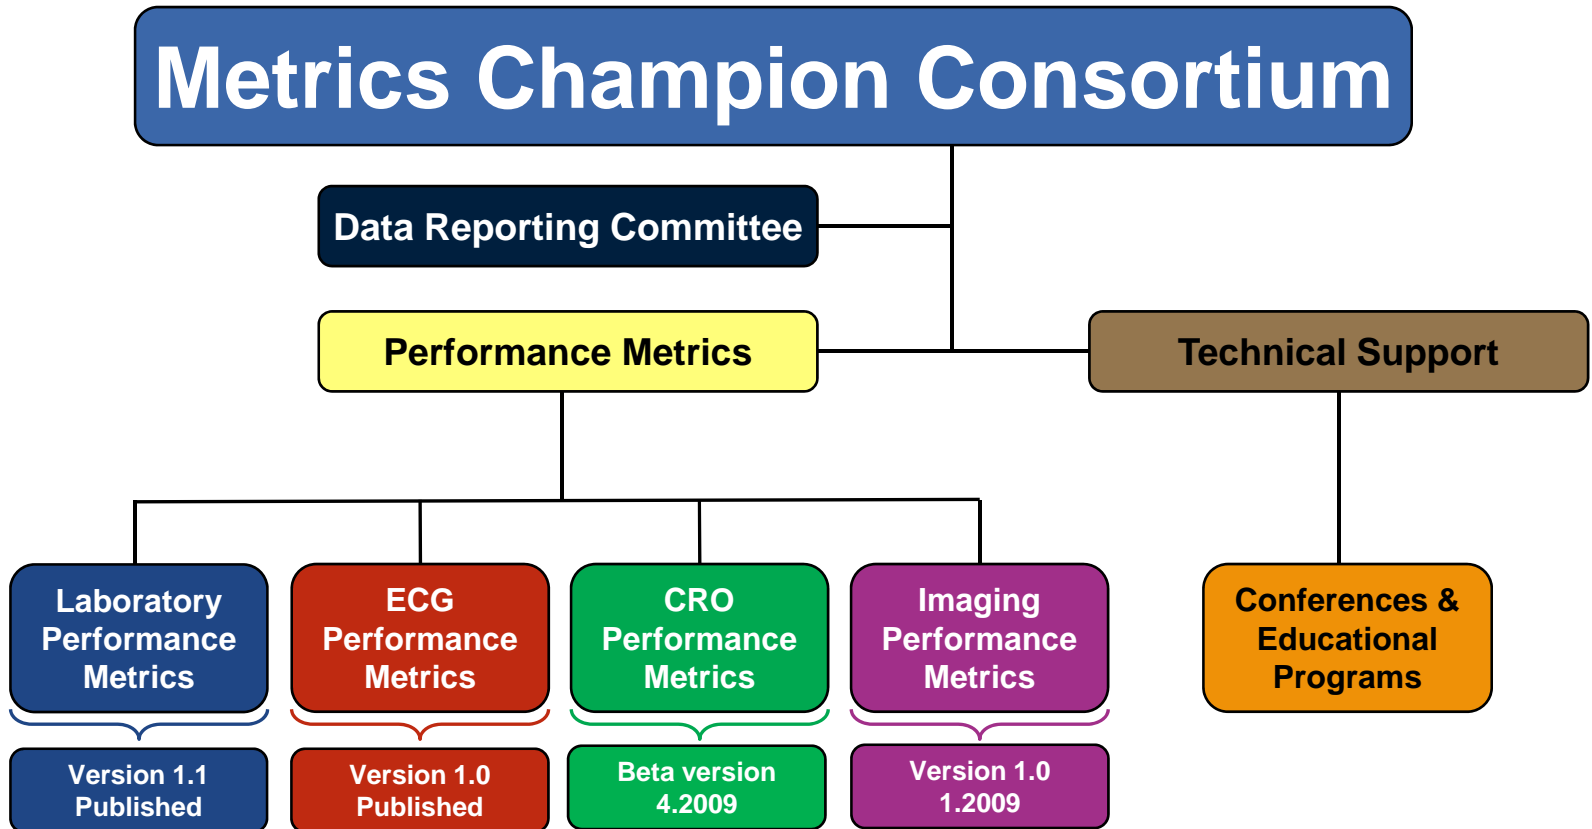 Metrics Champion Consortium
Data Reporting Committee
Performance Metrics
Technical Support
Laboratory
Performance
Metrics
ECG
Performance
Metrics
CRO
Performance
Metrics
Imaging
Performance
Metrics
Conferences &
Educational
Programs
Version 1.1
Published
Version 1.0
Published
Beta version
4.2009
Version 1.0
1.2009